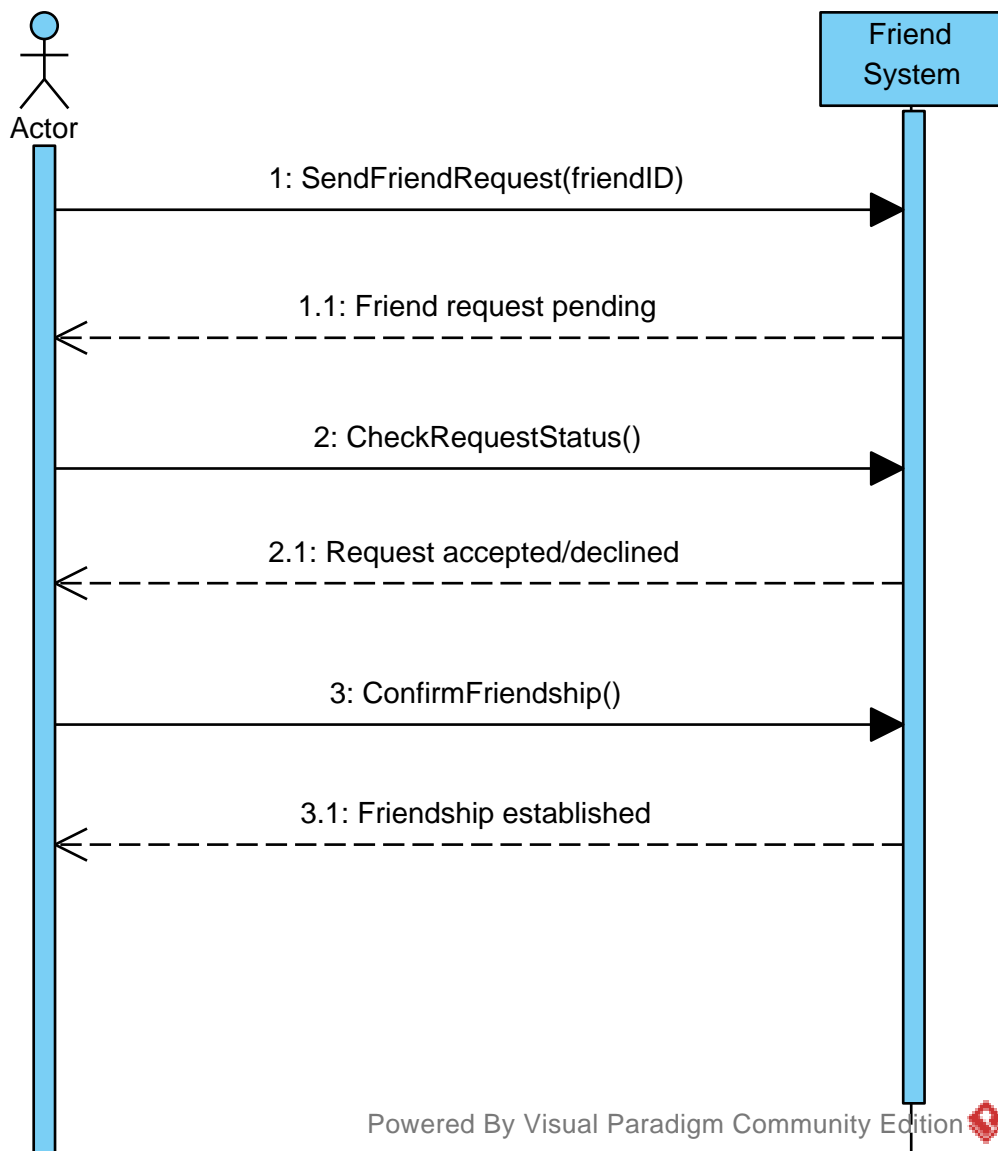 Friend
System
Actor
1: SendFriendRequest(friendID)
1.1: Friend request pending
2: CheckRequestStatus()
2.1: Request accepted/declined
3: ConfirmFriendship()
3.1: Friendship established
Powered By Visual Paradigm Community Edition